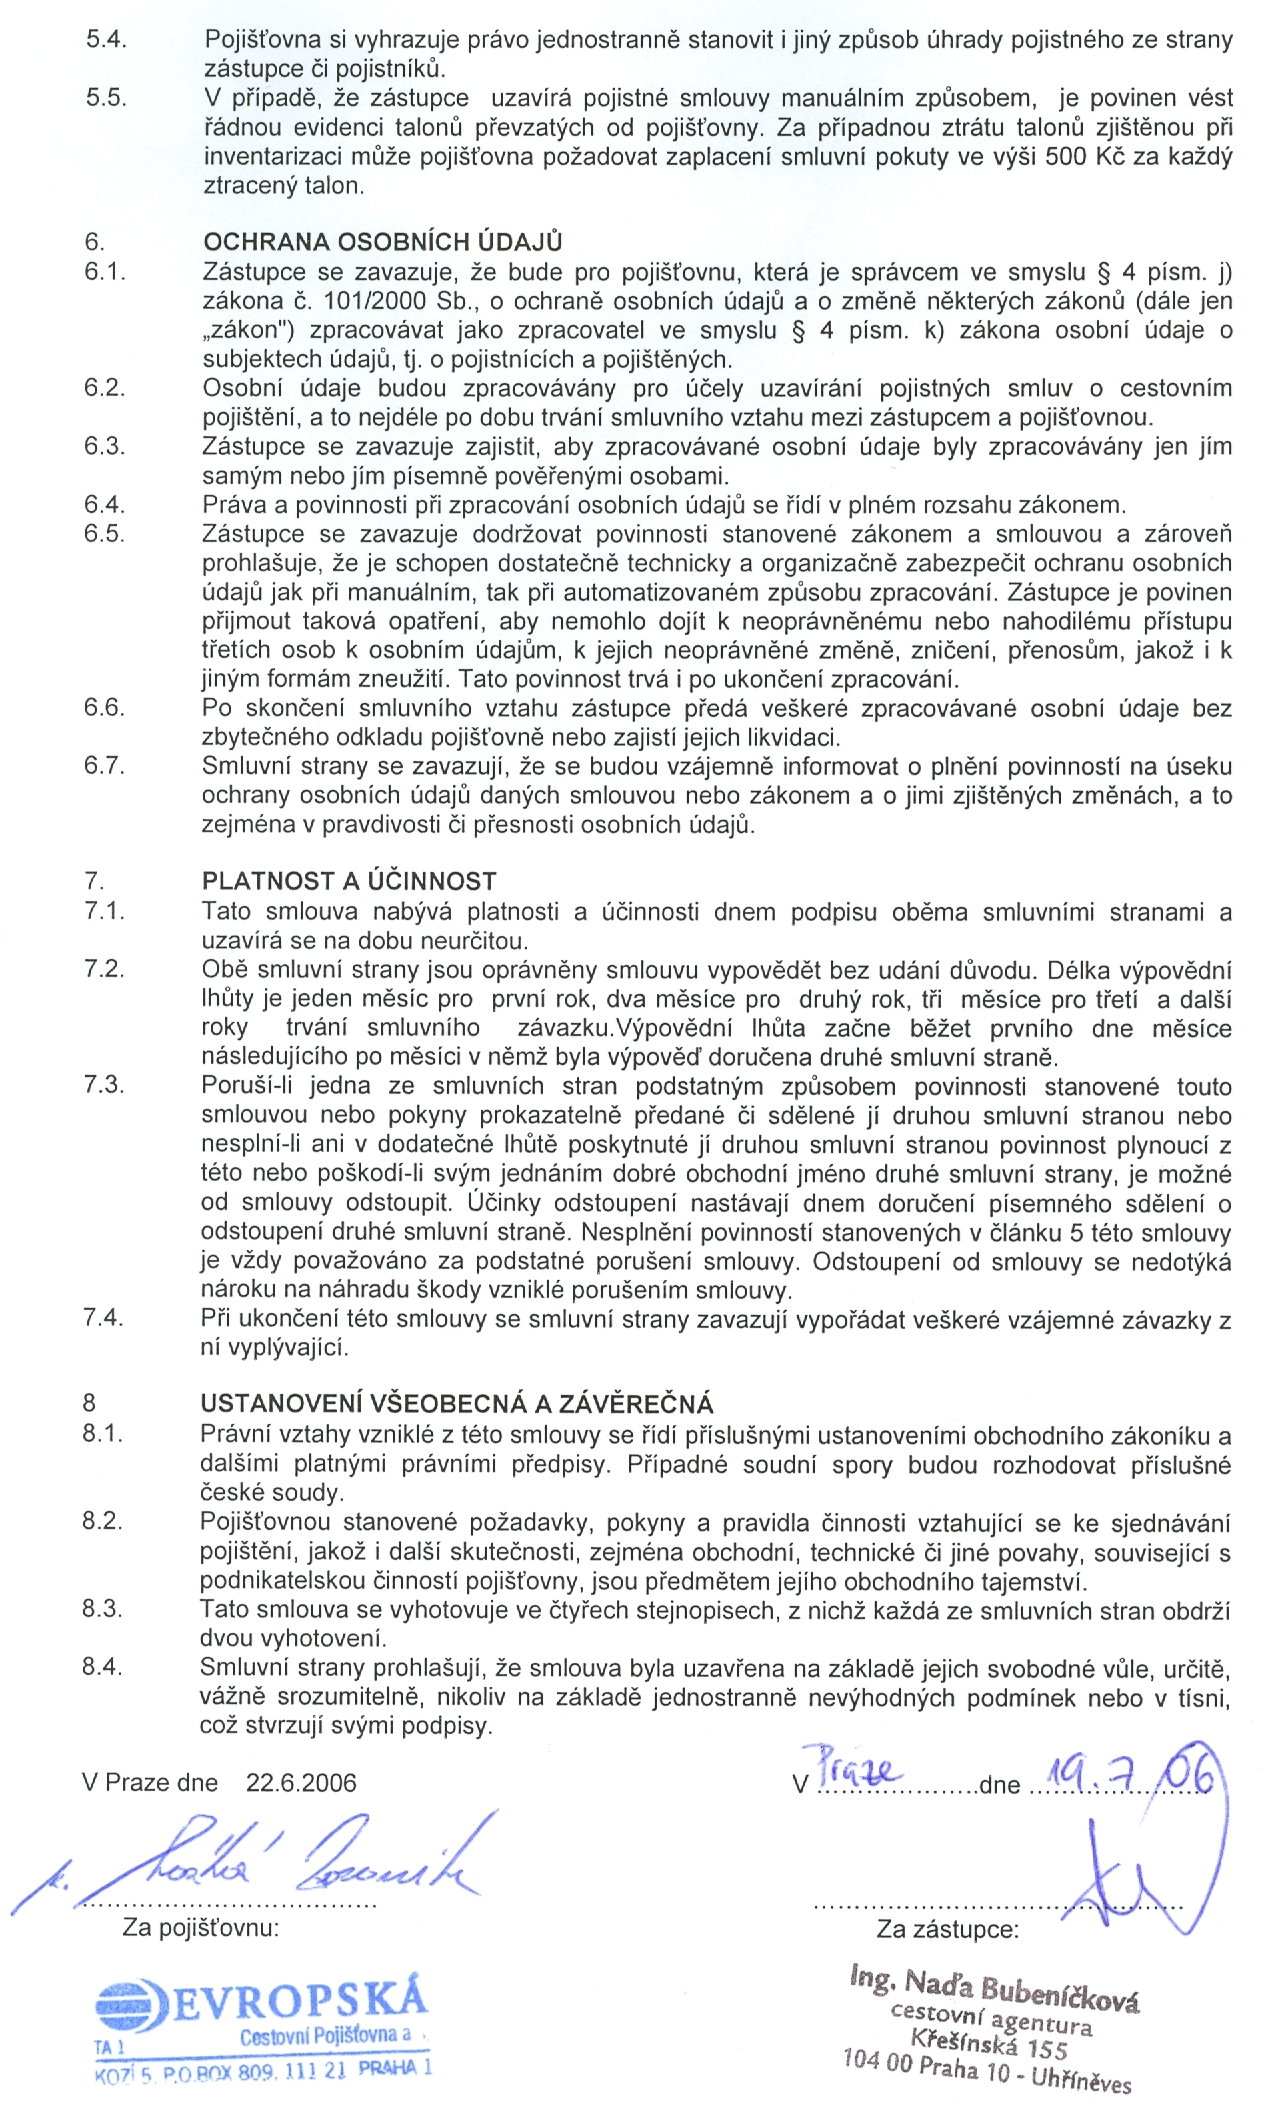 5.4. Pojišťovna si vyhrazuje právo jednostranně stanovit i jiný způsob úhrady pojistného ze strany
zástupce či pojistníků.
5.5. V případě, že zástupce uzavírá pojistné smlouvy manuálním způsobem, je povinen vést
řádnou evidenci talonů převzatých od pojišťovny. Za případnou ztrátu talonů zjištěnou při
inventarizaci může pojišťovna požadovat zaplacení smluvní pokuty ve výši 500 Kč za každý
ztracený talon.
6. OCHRANA OSOBNÍCH ÚDAJŮ
6.1. Zástupce se zavazuje, že bude pro pojišťovnu, která je správcem ve smyslu § 4 písm. j)
zákona č. 101/2000 Sb., o ochraně osobních údajů a o změně některých zákonů (dále jen
„zákon") zpracovávat jako zpracovatel ve smyslu § 4 písm. k) zákona osobní údaje o
subjektech údajů, tj. o pojistnících a pojištěných.
6.2. Osobní údaje budou zpracovávány pro účely uzavírání pojistných smluv o cestovním
pojištění, a to nejdéle po dobu trvání smluvního vztahu mezi zástupcem a pojišťovnou.
6.3. Zástupce se zavazuje zajistit, aby zpracovávané osobní údaje byly zpracovávány jen jím
samým nebo jím písemně pověřenými osobami.
6.4. Práva a povinnosti při zpracování osobních údajů se řídí v plném rozsahu zákonem.
6.5. Zástupce se zavazuje dodržovat povinnosti stanovené zákonem a smlouvou a zároveň
prohlašuje, že je schopen dostatečně technicky a organizačně zabezpečit ochranu osobních
údajů jak při manuálním, tak při automatizovaném způsobu zpracování. Zástupce je povinen
přijmout taková opatření, aby nemohlo dojít k neoprávněnému nebo nahodilému přístupu
třetích osob k osobním údajům, k jejich neoprávněné změně, zničení, přenosům, jakož i k
jiným formám zneužití. Tato povinnost trvá i po ukončení zpracování.
6.6. Po skončení smluvního vztahu zástupce předá veškeré zpracovávané osobní údaje bez
zbytečného odkladu pojišťovně nebo zajistí jejich likvidaci.
6.7. Smluvní strany se zavazují, že se budou vzájemně informovat o plnění povinností na úseku
ochrany osobních údajů daných smlouvou nebo zákonem a o jimi zjištěných změnách, a to
zejména v pravdivosti či přesnosti osobních údajů.
7. PLATNOST A ÚČINNOST
7.1. Tato smlouva nabývá platnosti a účinnosti dnem podpisu oběma smluvními stranami a
uzavírá se na dobu neurčitou.
7.2. Obě smluvní strany jsou oprávněny smlouvu vypovědět bez udání důvodu. Délka výpovědní
lhůty je jeden měsíc pro první rok, dva měsíce pro druhý rok, tři měsíce pro třetí a další
roky trvání smluvního závazku.Výpovědní lhůta začne běžet prvního dne měsíce
následujícího po měsíci v němž byla výpověď doručena druhé smluvní straně.
7.3. Poruší-li jedna ze smluvních stran podstatným způsobem povinnosti stanovené touto
smlouvou nebo pokyny prokazatelně předané či sdělené jí druhou smluvní stranou nebo
nesplní-li ani v dodatečné lhůtě poskytnuté jí druhou smluvní stranou povinnost plynoucí z
této nebo poškodí-li svým jednáním dobré obchodní jméno druhé smluvní strany, je možné
od smlouvy odstoupit. Účinky odstoupení nastávají dnem doručení písemného sdělení o
odstoupení druhé smluvní straně. Nesplnění povinností stanovených v článku 5 této smlouvy
je vždy považováno za podstatné porušení smlouvy. Odstoupení od smlouvy se nedotýká
nároku na náhradu škody vzniklé porušením smlouvy.
7.4. Při ukončení této smlouvy se smluvní strany zavazují vypořádat veškeré vzájemné závazky z
ní vyplývající.
8 USTANOVENÍ VŠEOBECNÁ A ZÁVĚREČNÁ
8.1. Právní vztahy vzniklé z této smlouvy se řídí příslušnými ustanoveními obchodního zákoníku a
dalšími platnými právními předpisy. Případné soudní spory budou rozhodovat příslušné
české soudy.
8.2. Pojišťovnou stanovené požadavky, pokyny a pravidla činnosti vztahující se ke sjednávání
pojištění, jakož i další skutečnosti, zejména obchodní, technické či jiné povahy, související s
podnikatelskou činností pojišťovny, jsou předmětem jejího obchodního tajemství.
8.3. Tato smlouva se vyhotovuje ve čtyřech stejnopisech, z nichž každá ze smluvních stran obdrží
dvou vyhotovení.
8.4. Smluvní strany prohlašují, že smlouva byla uzavřena na základě jejich svobodné vůle, určitě,
vážně srozumitelně, nikoliv na základě jednostranně nevýhodných podmínek nebo v tísni,
což stvrzují svými podpisy.
V Praze dne 22.6.2006
V Praze dne 19.7.06
Za pojišťovnu:
Za zástupce:
EVROPSKÁ
Cestovní Pojišťovna a .
TA 1
KOZÍ 5, P.O.BOX 809, 111 21 PRAHA 1
Ing. Naďa Bubeníčková
cestovní agentura
Křešínská 155
104 00 Praha 10 - Uhříněves